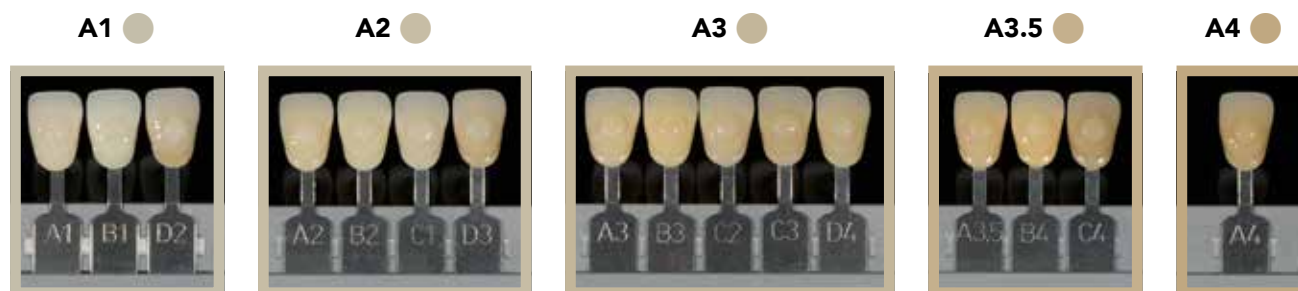 A1
A2
A3
A3.5
A4
A1 B1 D2
A2 B2 C1 D3
A3 B3 C2 C3 D4
A3.5 B4 C4
A4